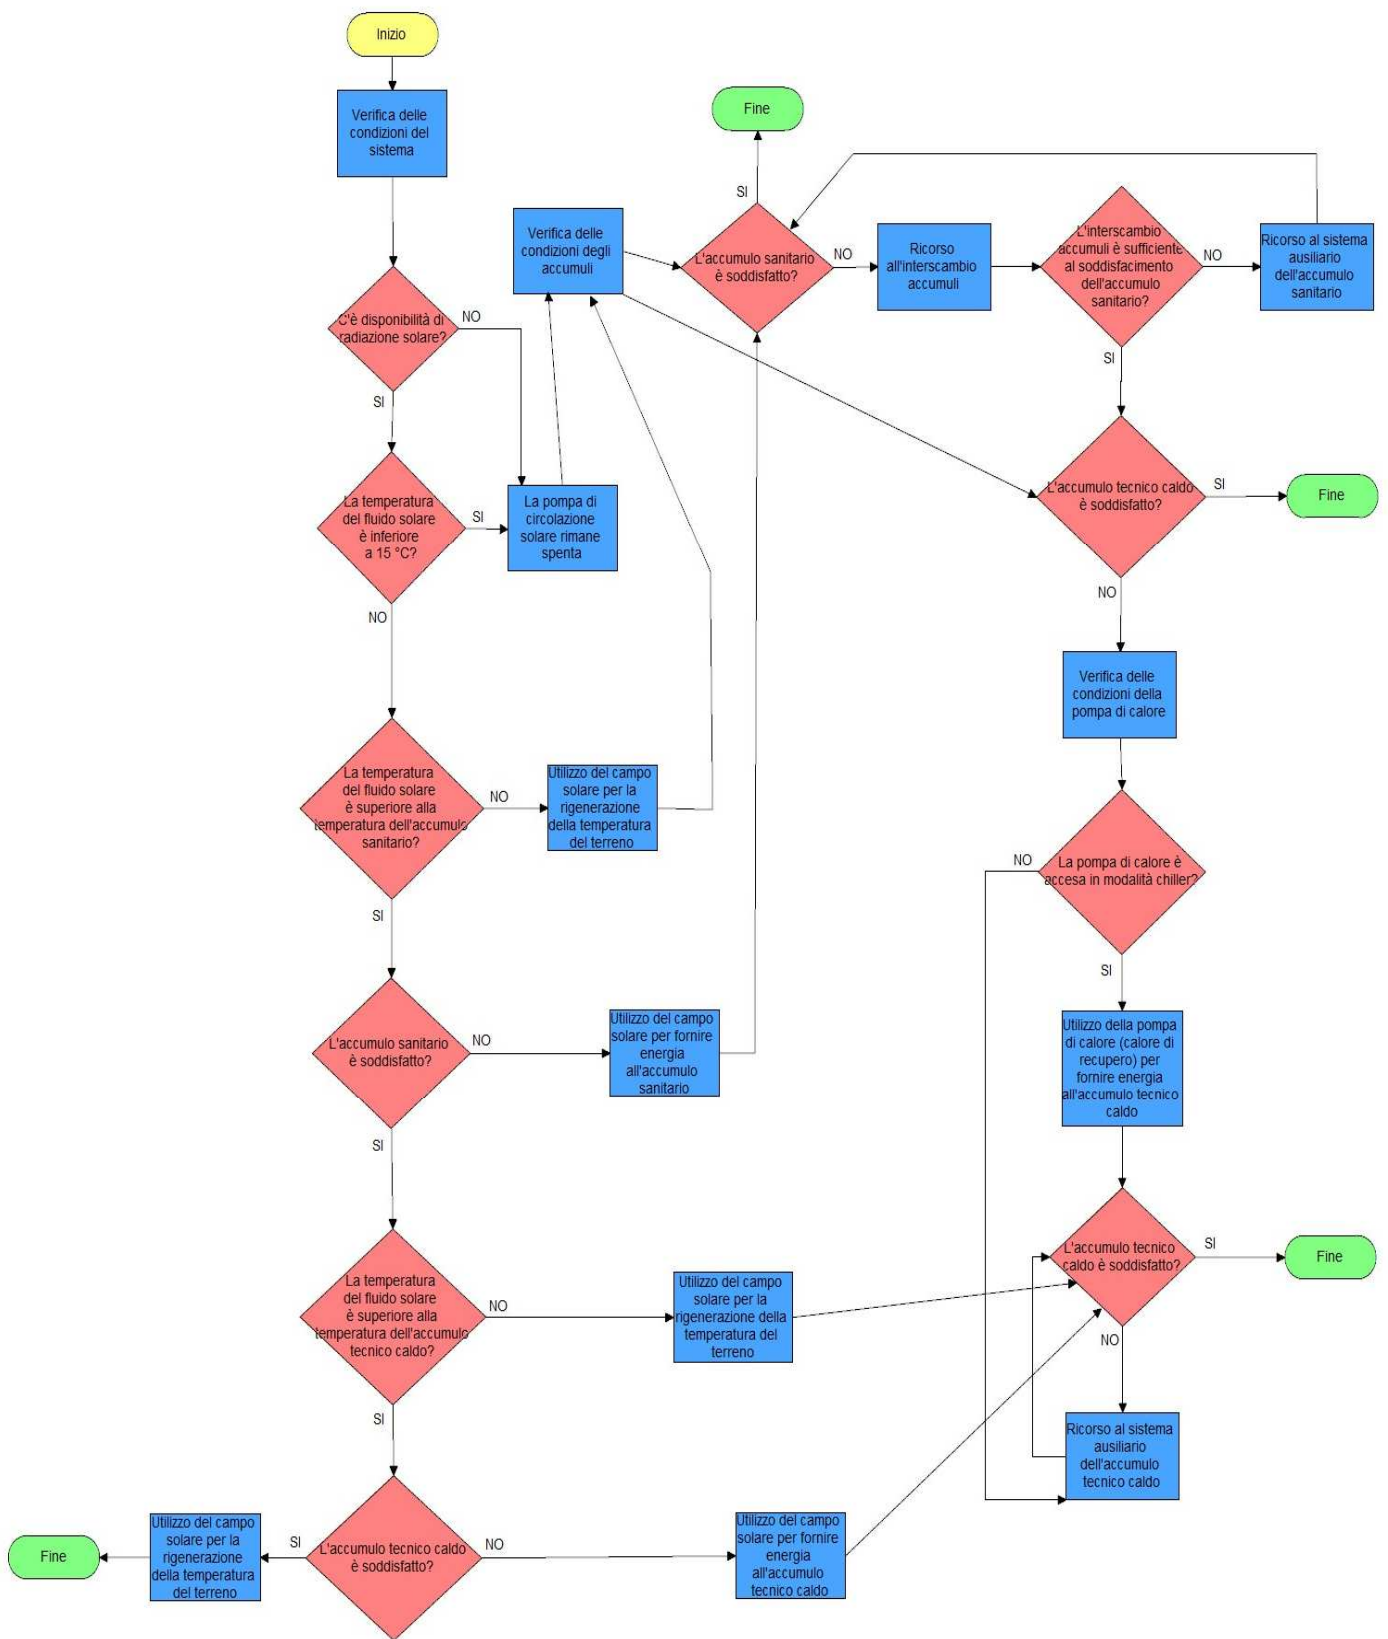 Inizio
Verifica delle
condizioni del
sistema
C'è disponibilità di
radiazione solare?
NO
SI
La temperatura
del fluido solare
è inferiore
a 15 °C?
SI
NO
La pompa di
circolazione
solare rimane
spenta
Verifica delle
condizioni degli
accumuli
Fine
SI
L'accumulo sanitario
è soddisfatto?
NO
Ricorso
all'interscambio
accumuli
L'interscambio
accumuli è sufficiente
al soddisfacimento
dell'accumulo
sanitario?
NO
Ricorso al sistema
ausiliario
dell'accumulo
sanitario
SI
L'accumulo tecnico caldo
è soddisfatto?
SI
Fine
NO
Verifica delle
condizioni della
pompa di calore
La pompa di calore è
accesa in modalità chiller?
NO
SI
Utilizzo della pompa
di calore (calore di
recupero) per
fornire energia
all'accumulo tecnico
caldo
L'accumulo tecnico
caldo è soddisfatto?
SI
Fine
NO
Ricorso al sistema
ausiliario
dell'accumulo
tecnico caldo
La temperatura
del fluido solare
è superiore alla
temperatura dell'accumulo
sanitario?
NO
Utilizzo del campo
solare per la
rigenerazione
della temperatura
del terreno
SI
L'accumulo sanitario
è soddisfatto?
NO
Utilizzo del campo
solare per fornire
energia
all'accumulo
sanitario
SI
La temperatura
del fluido solare
è superiore alla
temperatura dell'accumulo
tecnico caldo?
NO
Utilizzo del campo
solare per la
rigenerazione della
temperatura del
terreno
SI
L'accumulo tecnico caldo
è soddisfatto?
NO
Utilizzo del campo
solare per fornire
energia
all'accumulo
tecnico caldo
SI
Utilizzo del campo
solare per la
rigenerazione
della temperatura
del terreno
Fine